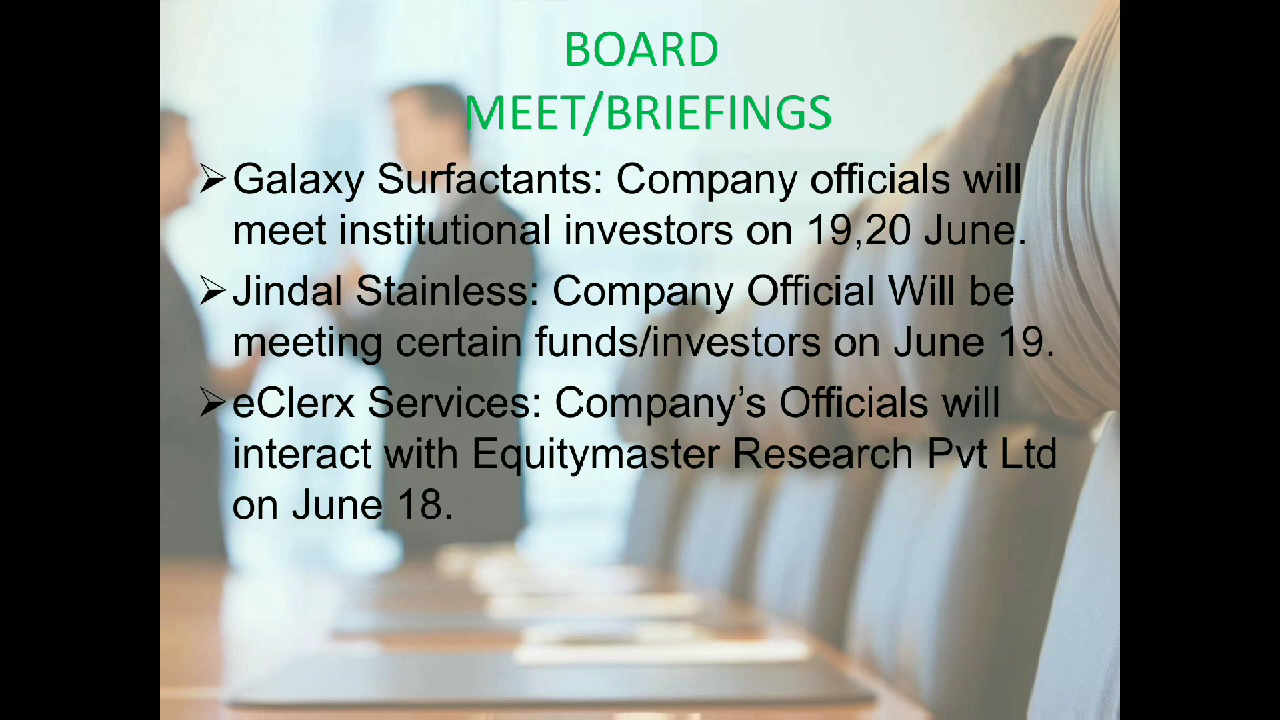 BOARD
MEET/BRIEFINGS
➢Galaxy Surfactants: Company officials will
meet institutional investors on 19,20 June.
➢Jindal Stainless: Company Official Will be
meeting certain funds/investors on June 19.
➢eClerx Services: Company’s Officials will
interact with Equitymaster Research Pvt Ltd
on June 18.